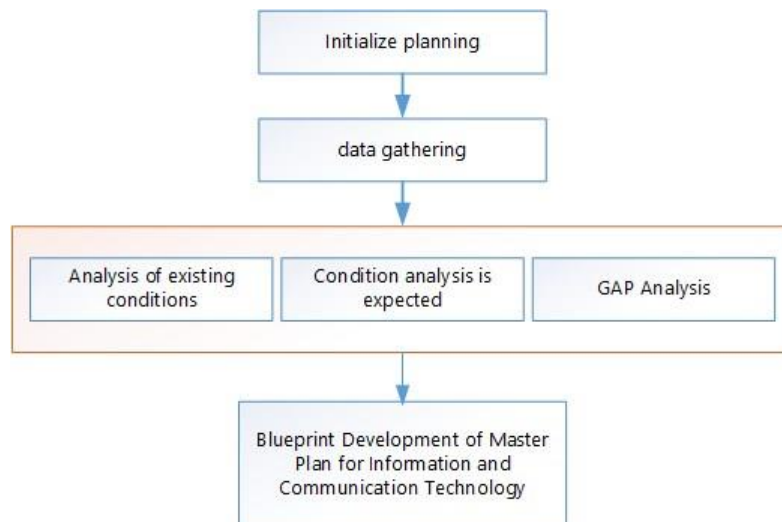 Initialize planning
data gathering
Analysis of existing
conditions
Condition analysis is
expected
GAP Analysis
Blueprint Development of Master
Plan for Information and
Communication Technology